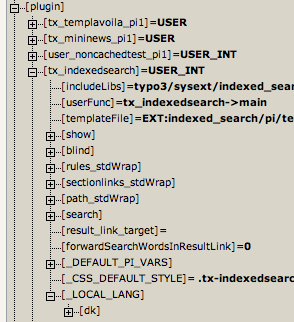 [plugin]
[tx_templavoila_pi1]=USER
[tx_mininews_pi1]=USER
[user_noncachedtest_pi1]=USER_INT
[tx_indexedsearch]=USER_INT
[includeLibs]=typo3/sysext/indexed_sear
[userFunc]=tx_indexedsearch->main
[templateFile]=EXT:indexed_search/pi/te
[show]
[blind]
[rules_stdWrap]
[sectionlinks_stdWrap]
[path_stdWrap]
[search]
[result_link_target]=
[forwardSearchWordsInResultLink]=0
[_DEFAULT_PI_VARS]
[_CSS_DEFAULT_STYLE]= .tx-indexedsearch
[_LOCAL_LANG]
[dk]